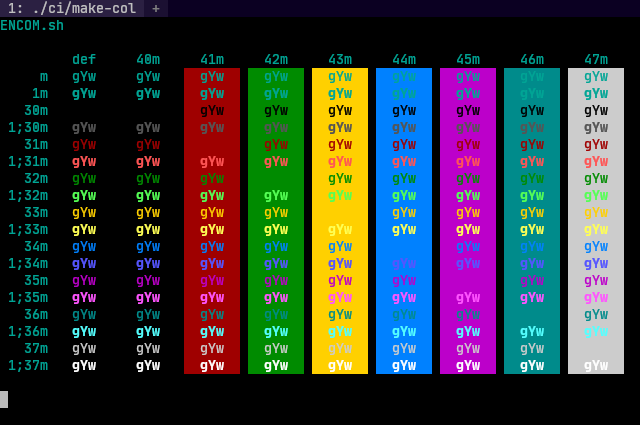 1: ./ci/make-col +
ENCOM.sh
def 40m 41m 42m 43m 44m 45m 46m 47m
m gYw gYw gYw gYw gYw gYw gYw gYw gYw
1m gYw gYw gYw gYw gYw gYw gYw gYw gYw
30m gYw gYw gYw gYw gYw gYw gYw
1;30m gYw gYw gYw gYw gYw gYw gYw gYw gYw
31m gYw gYw gYw gYw gYw gYw gYw gYw
1;31m gYw gYw gYw gYw gYw gYw gYw gYw gYw
32m gYw gYw gYw gYw gYw gYw gYw gYw
1;32m gYw gYw gYw gYw gYw gYw gYw gYw gYw
33m gYw gYw gYw gYw gYw gYw gYw gYw
1;33m gYw gYw gYw gYw gYw gYw gYw gYw gYw
34m gYw gYw gYw gYw gYw gYw gYw gYw
1;34m gYw gYw gYw gYw gYw gYw gYw gYw gYw
35m gYw gYw gYw gYw gYw gYw gYw gYw
1;35m gYw gYw gYw gYw gYw gYw gYw gYw gYw
36m gYw gYw gYw gYw gYw gYw gYw gYw
1;36m gYw gYw gYw gYw gYw gYw gYw gYw gYw
37m gYw gYw gYw gYw gYw gYw gYw gYw
1;37m gYw gYw gYw gYw gYw gYw gYw gYw gYw